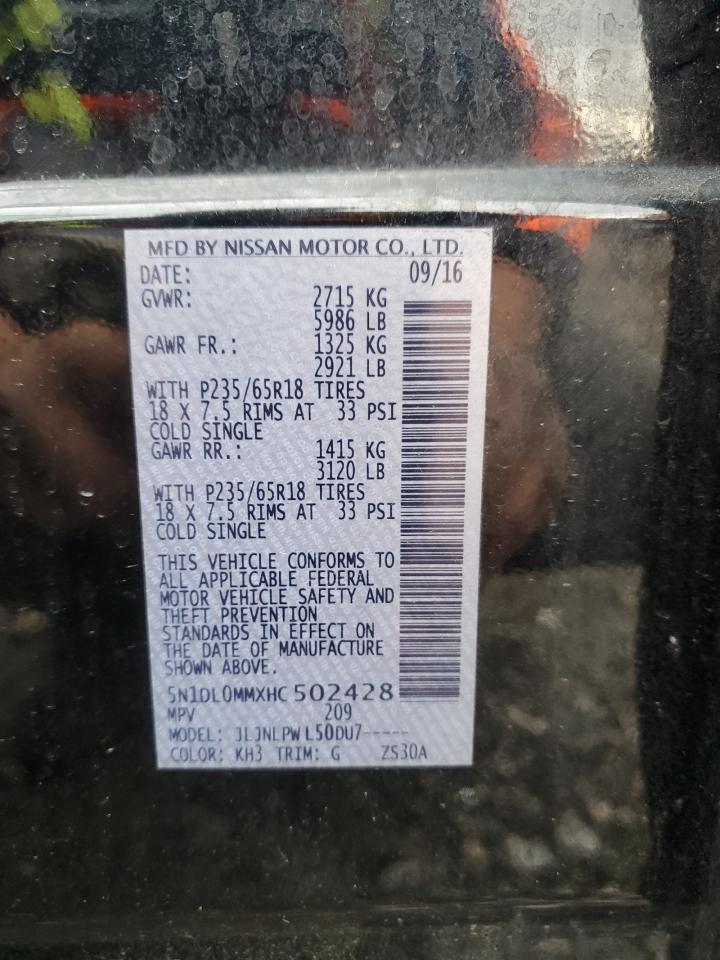 MFD BY NISSAN MOTOR CO., LTD.
DATE: 09/16
GVWR: 2715 KG
5986 LB
GAWR FR.: 1325 KG
2921 LB
WITH P235/65R18 TIRES
18 X 7.5 RIMS AT 33 PSI
COLD SINGLE
GAWR RR.: 1415 KG
3120 LB
WITH P235/65R18 TIRES
18 X 7.5 RIMS AT 33 PSI
COLD SINGLE
THIS VEHICLE CONFORMS TO
ALL APPLICABLE FEDERAL
MOTOR VEHICLE SAFETY AND
THEFT PREVENTION
STANDARDS IN EFFECT ON
THE DATE OF MANUFACTURE
SHOWN ABOVE.
5N1DL0MMXHC502428
MPV 209
MODEL: JLJNLPW L50DU7-----
COLOR: KH3 TRIM: G ZS30A